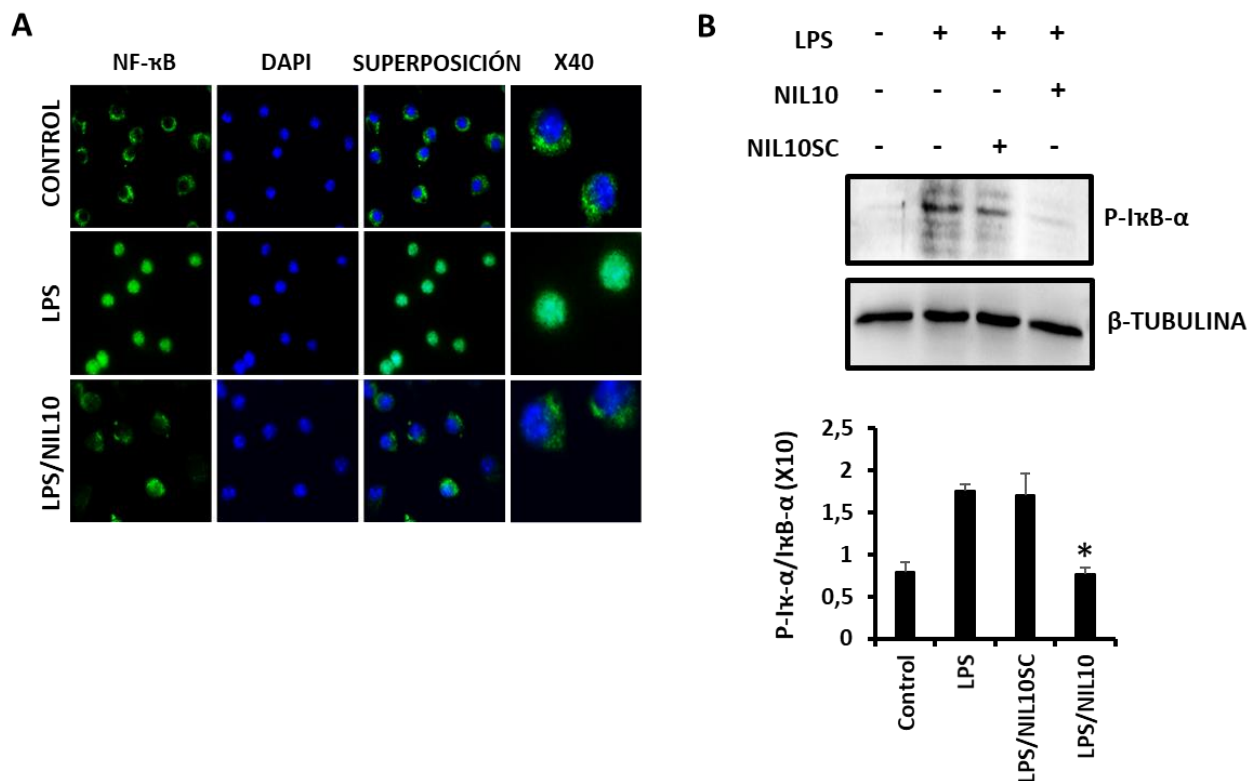 A
NF-κB DAPI SUPERPOSICIÓN X40
CONTROL
LPS
LPS/NIL10
B
LPS - + + +
NIL10 - - - +
NIL10SC - - + -
P-IκB-α
β-TUBULINA
P-Iκ-α/IκB-α (X10)
2,5
2
1,5
1
0,5
0
*
Control
LPS
LPS/NIL10SC
LPS/NIL10